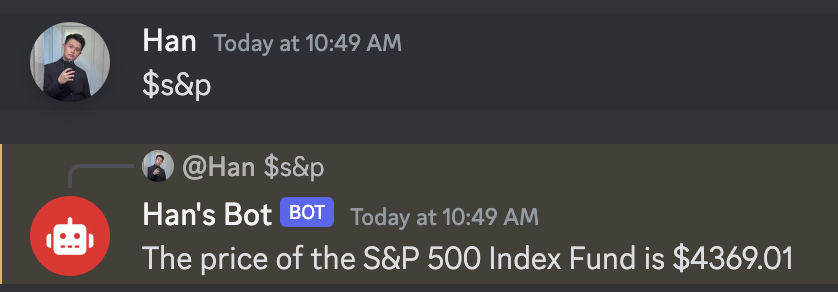 Han Today at 10:49 AM
$s&p
@Han $s&p
Han's Bot BOT Today at 10:49 AM
The price of the S&P 500 Index Fund is $4369.01